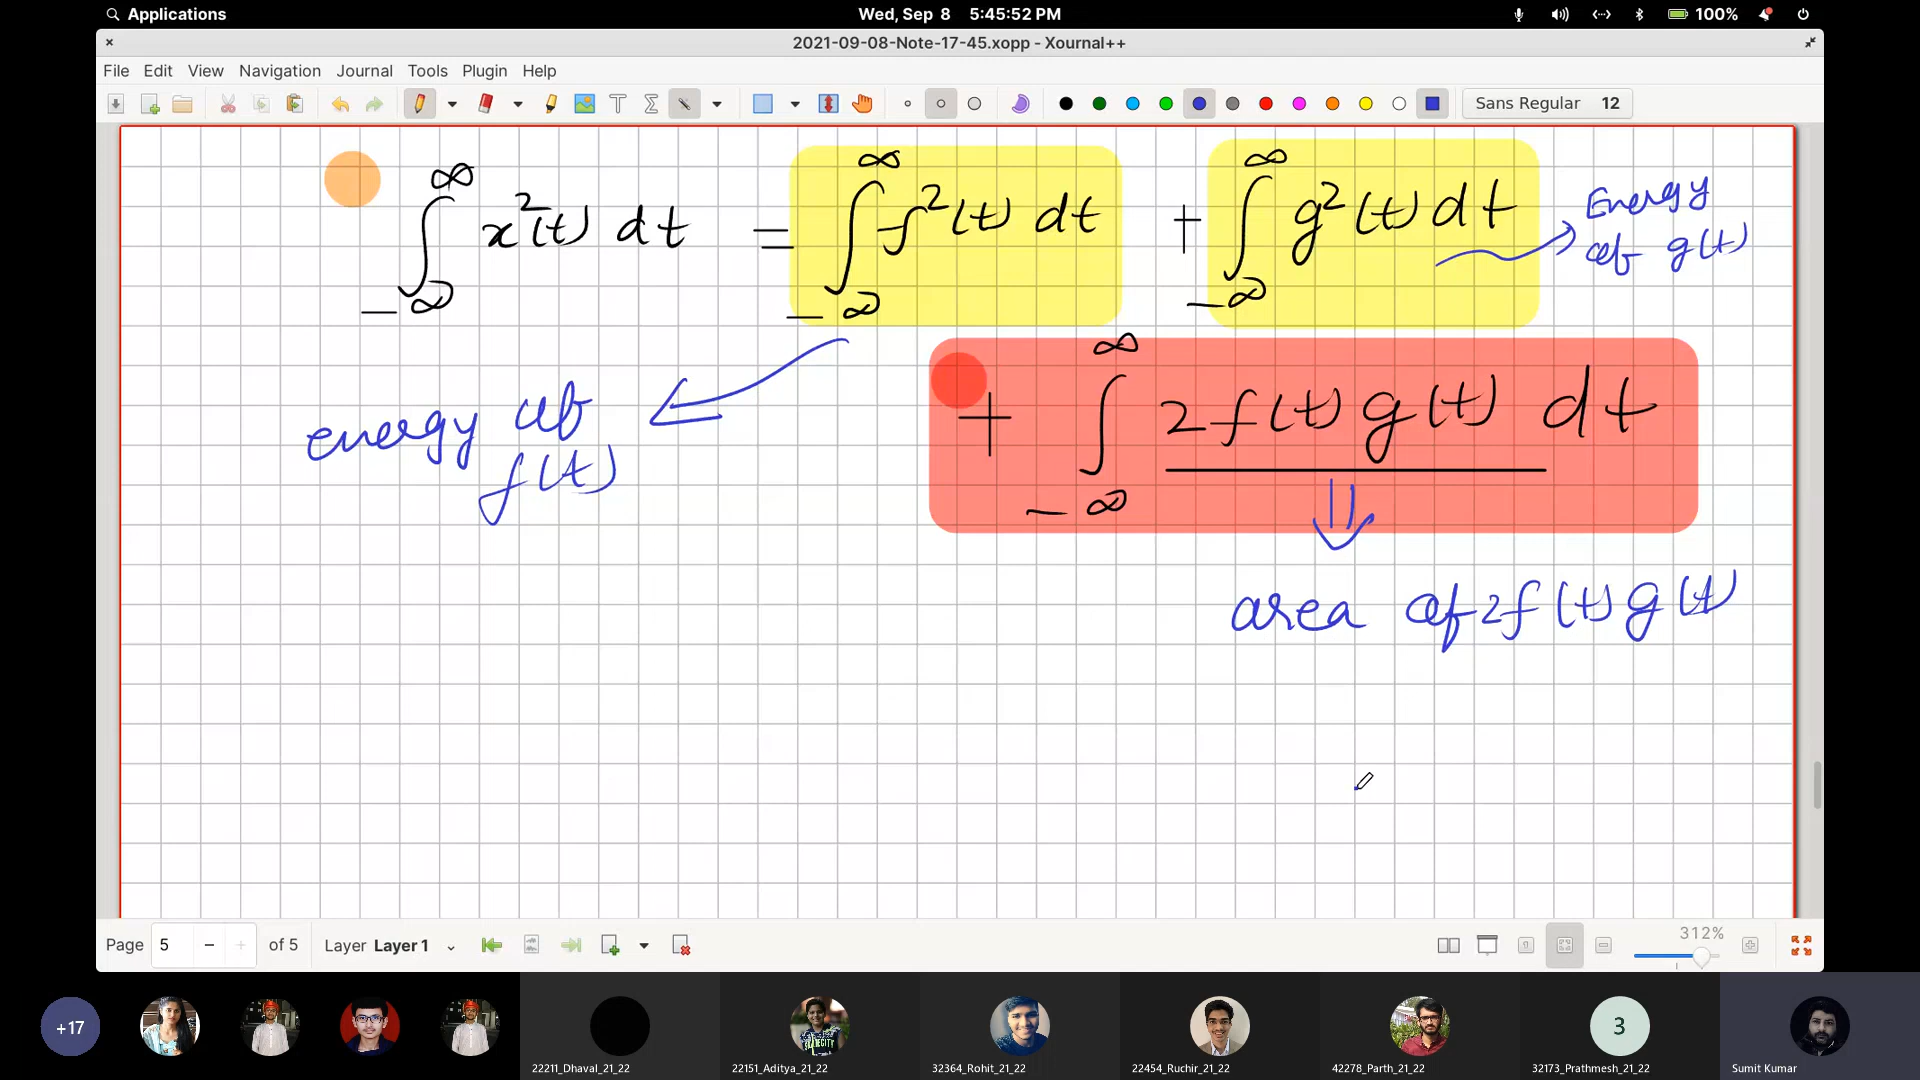 Applications
Wed, Sep 8 5:45:52 PM
100%
2021-09-08-Note-17-45.xopp - Xournal++
File Edit View Navigation Journal Tools Plugin Help
Sans Regular 12
∫_{-∞}^{∞} x²(t) dt = ∫_{-∞}^{∞} f²(t) dt + ∫_{-∞}^{∞} g²(t) dt
Energy
of g(t)
+ ∫_{-∞}^{∞} 2f(t)g(t) dt
energy of
f(t)
area of 2f(t)g(t)
Page 5 of 5 Layer Layer 1
312%
+17
3
22211_Dhaval_21_22
22151_Aditya_21_22
32364_Rohit_21_22
22454_Ruchir_21_22
42278_Parth_21_22
32173_Prathmesh_21_22
Sumit Kumar